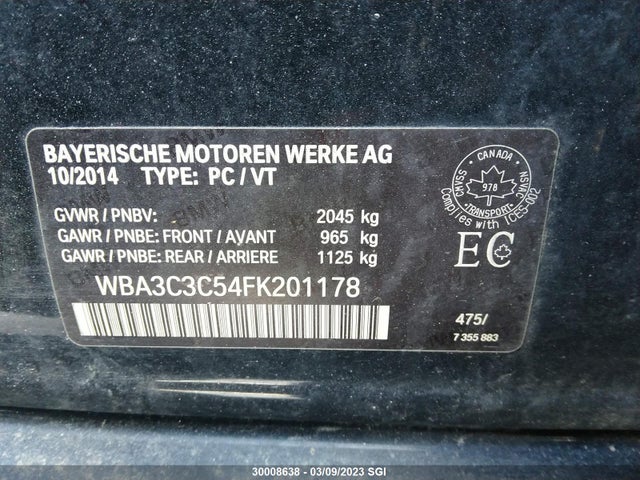 BAYERISCHE MOTOREN WERKE AG
10/2014 TYPE: PC / VT
GVWR / PNBV: 2045 kg
GAWR / PNBE: FRONT / AVANT 965 kg
GAWR / PNBE: REAR / ARRIERE 1125 kg
WBA3C3C54FK201178
CANADA
CMVSS NSVAC
978
TRANSPORT
Complies with ICES-002
EC
475/
7 355 883
30008638 - 03/09/2023 SGI